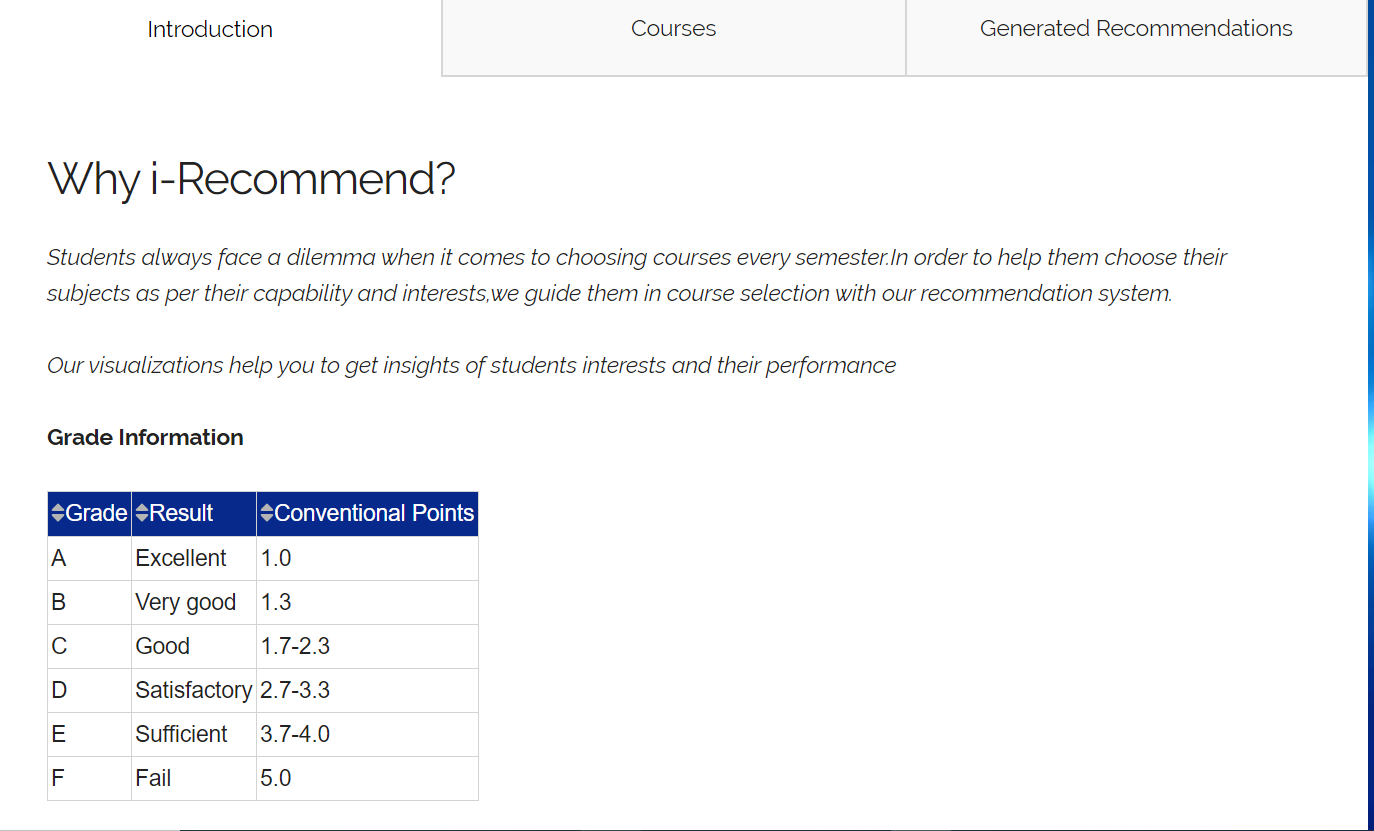 Introduction
Courses
Generated Recommendations
Why i-Recommend?
Students always face a dilemma when it comes to choosing courses every semester.In order to help them choose their
subjects as per their capability and interests,we guide them in course selection with our recommendation system.
Our visualizations help you to get insights of students interests and their performance
Grade Information
Grade Result Conventional Points
A Excellent 1.0
B Very good 1.3
C Good 1.7-2.3
D Satisfactory 2.7-3.3
E Sufficient 3.7-4.0
F Fail 5.0